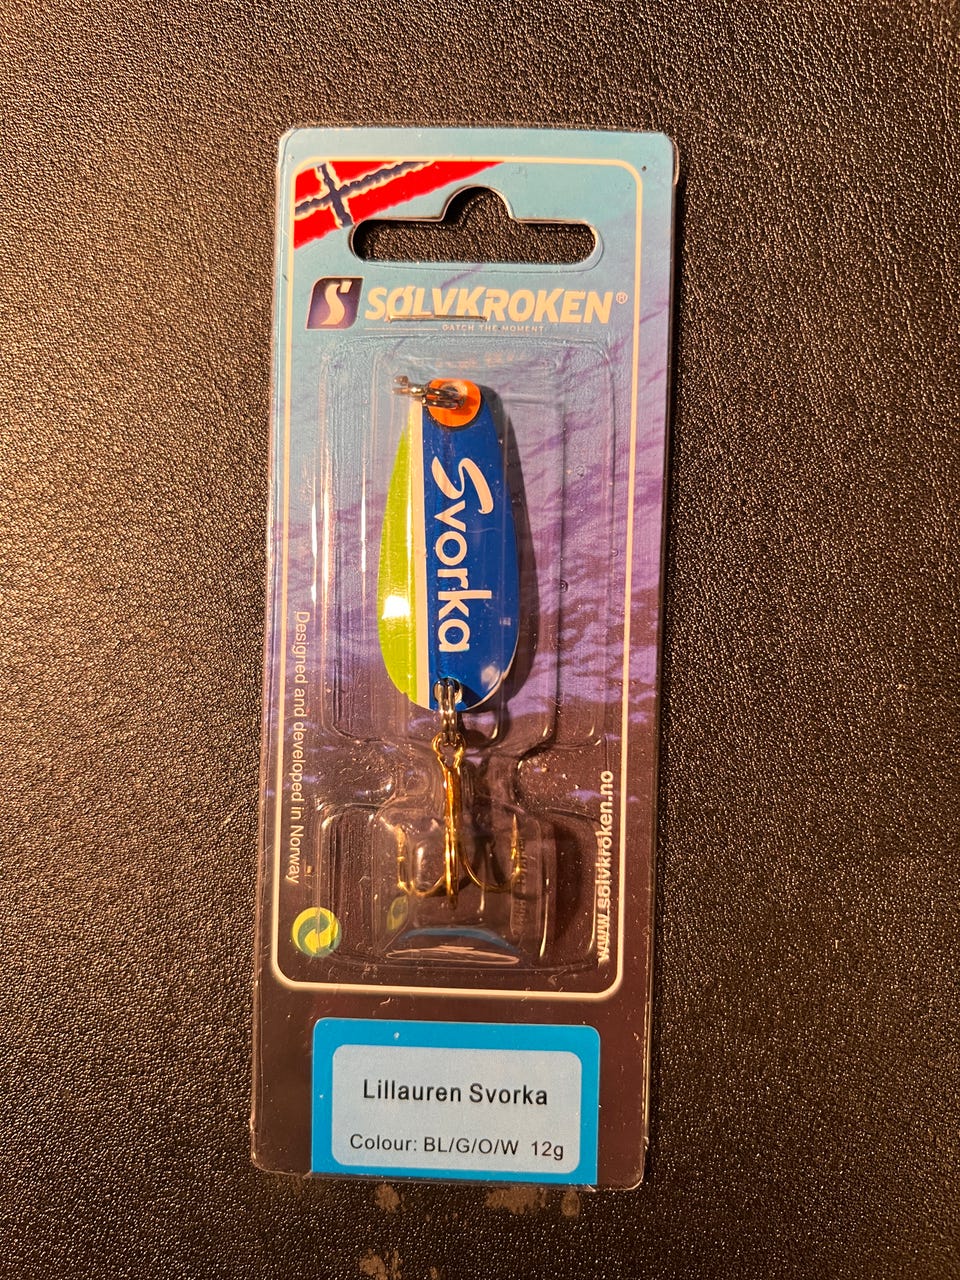 SØLVKROKEN®
CATCH THE MOMENT
Svorka
Designed and developed in Norway
www.solvkroken.no
Lillauren Svorka
Colour: BL/G/O/W 12g